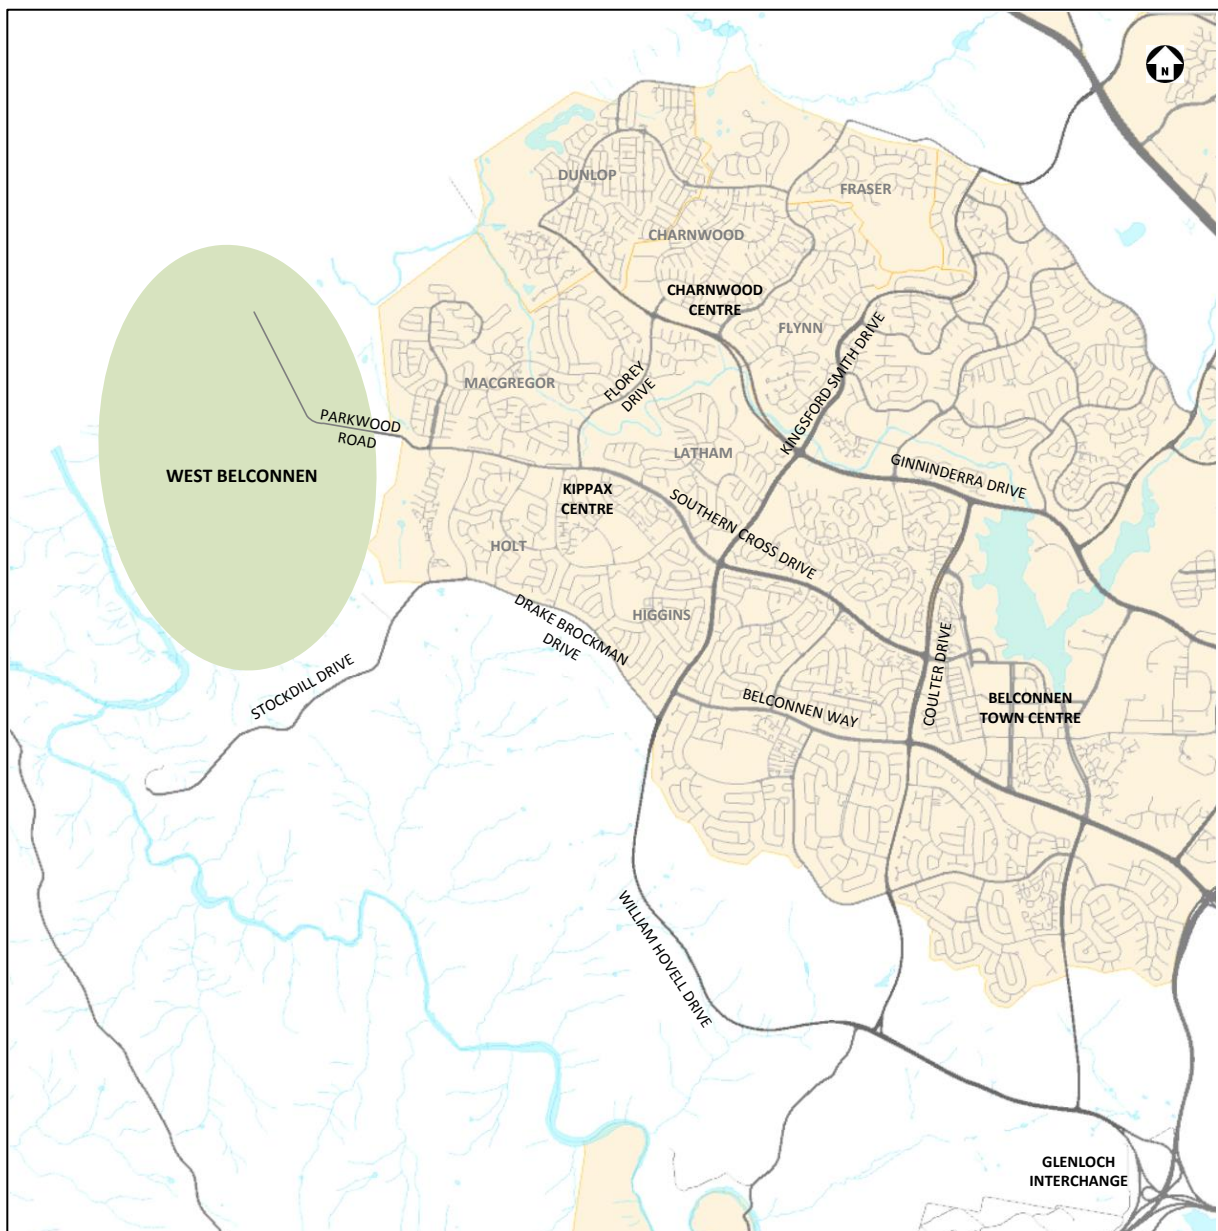 N
DUNLOP
FRASER
CHARNWOOD
CHARNWOOD
CENTRE
FLYNN
KINGSFORD SMITH DRIVE
FLOREY
DRIVE
MACGREGOR
PARKWOOD
ROAD
LATHAM
GINNINDERRA DRIVE
WEST BELCONNEN
KIPPAX
CENTRE
SOUTHERN CROSS DRIVE
HOLT
HIGGINS
DRAKE BROCKMAN
DRIVE
COULTER DRIVE
STOCKDILL DRIVE
BELCONNEN WAY
BELCONNEN
TOWN CENTRE
WILLIAM HOVELL DRIVE
GLENLOCH
INTERCHANGE